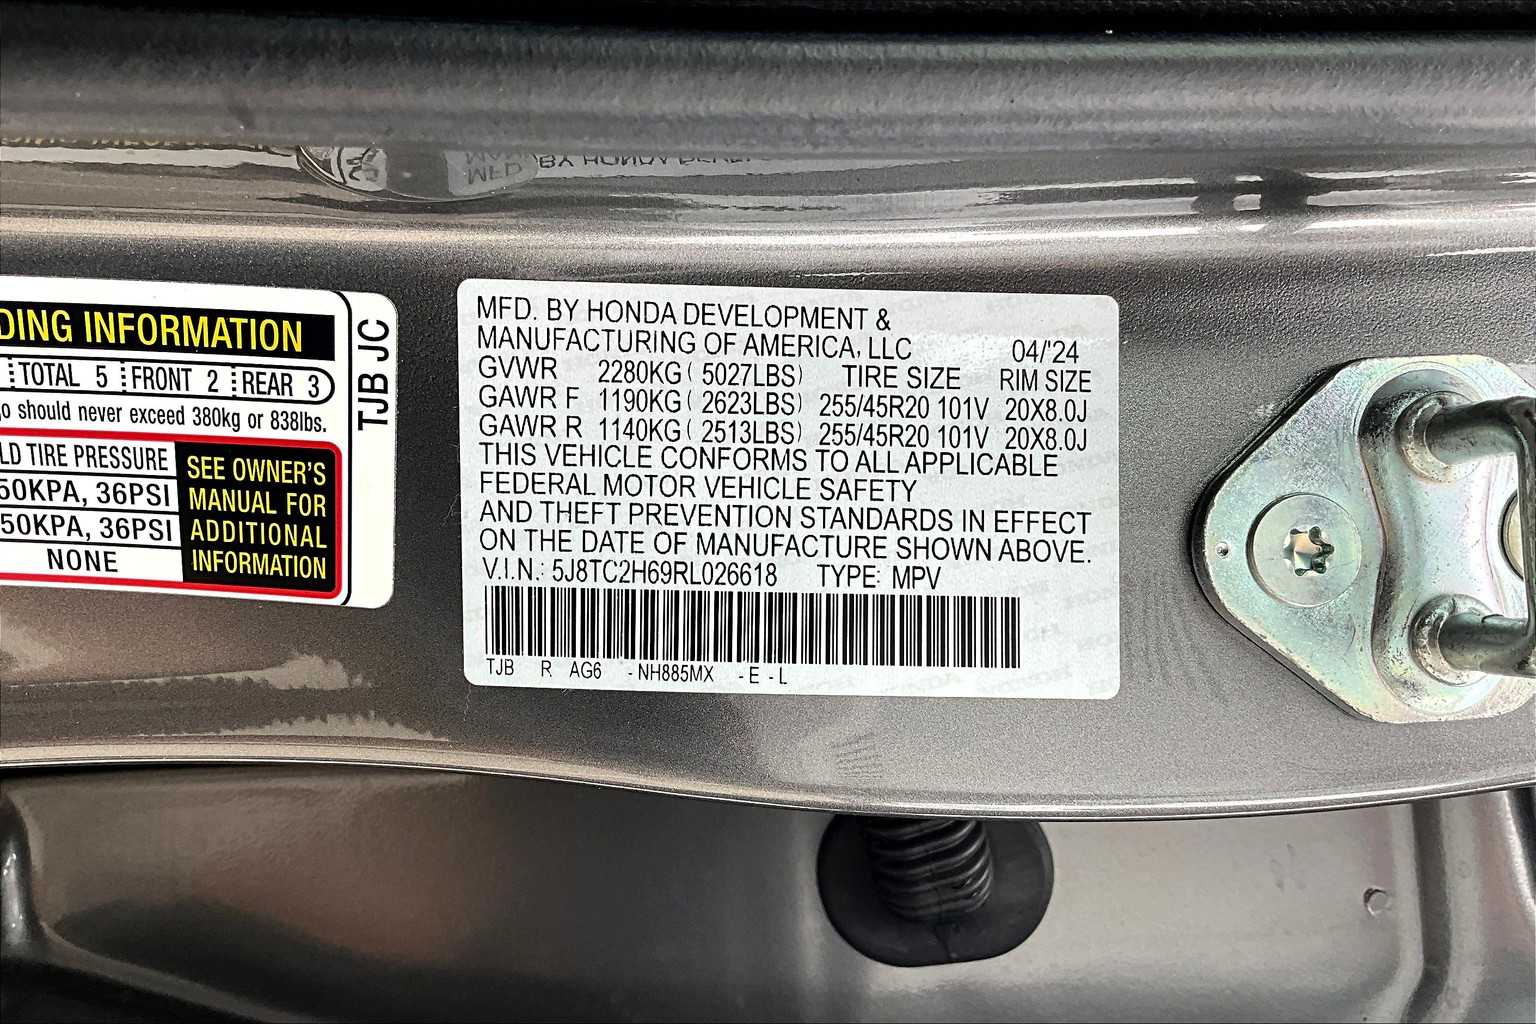 DING INFORMATION
TOTAL 5 FRONT 2 REAR 3
should never exceed 380kg or 838lbs.
TIRE PRESSURE
50KPA, 36PSI
50KPA, 36PSI
NONE
SEE OWNER'S
MANUAL FOR
ADDITIONAL
INFORMATION
TJB JC
MFD. BY HONDA DEVELOPMENT &
MANUFACTURING OF AMERICA, LLC 04/'24
GVWR 2280KG ( 5027LBS) TIRE SIZE RIM SIZE
GAWR F 1190KG ( 2623LBS) 255/45R20 101V 20X8.0J
GAWR R 1140KG ( 2513LBS) 255/45R20 101V 20X8.0J
THIS VEHICLE CONFORMS TO ALL APPLICABLE
FEDERAL MOTOR VEHICLE SAFETY
AND THEFT PREVENTION STANDARDS IN EFFECT
ON THE DATE OF MANUFACTURE SHOWN ABOVE.
V.I.N.: 5J8TC2H69RL026618 TYPE: MPV
TJB R AG6 - NH885MX - E - L